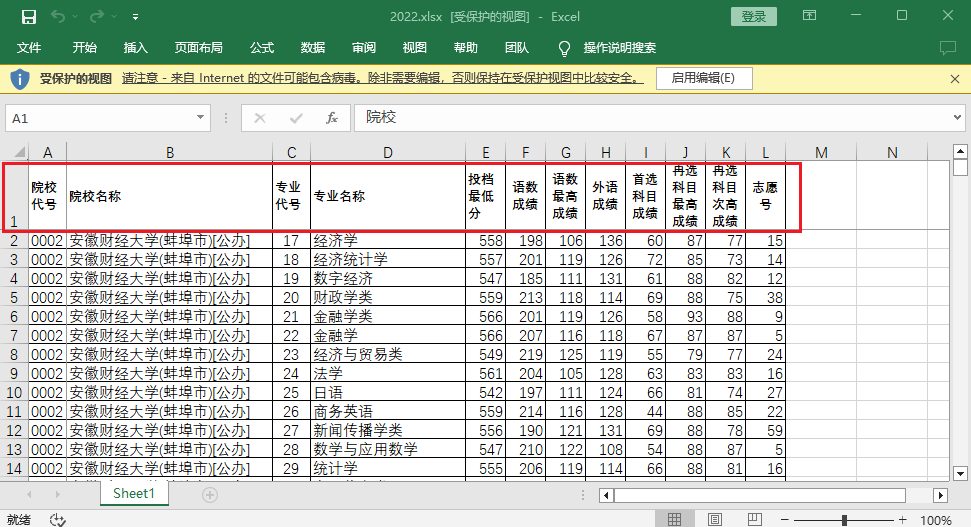 2022.xlsx [受保护的视图] - Excel
登录
文件 开始 插入 页面布局 公式 数据 审阅 视图 帮助 团队 操作说明搜索
受保护的视图 请注意 - 来自 Internet 的文件可能包含病毒。除非需要编辑，否则保持在受保护视图中比较安全。 启用编辑(E)
A1 fx 院校
A B C D E F G H I J K L M N
1 院校代号 院校名称 专业代号 专业名称 投档最低分 语数成绩 语数最高成绩 外语成绩 首选科目成绩 再选科目最高成绩 再选科目次高成绩 志愿号
2 0002 安徽财经大学(蚌埠市)[公办] 17 经济学 558 198 106 136 60 87 77 15
3 0002 安徽财经大学(蚌埠市)[公办] 18 经济统计学 557 201 119 126 72 85 73 14
4 0002 安徽财经大学(蚌埠市)[公办] 19 数字经济 547 185 111 131 61 88 82 12
5 0002 安徽财经大学(蚌埠市)[公办] 20 财政学类 559 213 118 114 69 88 75 38
6 0002 安徽财经大学(蚌埠市)[公办] 21 金融学类 566 201 119 126 58 93 88 9
7 0002 安徽财经大学(蚌埠市)[公办] 22 金融学 566 207 116 118 67 87 87 5
8 0002 安徽财经大学(蚌埠市)[公办] 23 经济与贸易类 549 219 125 119 55 79 77 24
9 0002 安徽财经大学(蚌埠市)[公办] 24 法学 561 204 105 128 63 83 83 16
10 0002 安徽财经大学(蚌埠市)[公办] 25 日语 542 197 111 124 66 81 74 27
11 0002 安徽财经大学(蚌埠市)[公办] 26 商务英语 559 214 116 128 44 88 85 22
12 0002 安徽财经大学(蚌埠市)[公办] 27 新闻传播学类 556 190 121 131 69 88 78 59
13 0002 安徽财经大学(蚌埠市)[公办] 28 数学与应用数学 547 210 122 108 54 88 87 5
14 0002 安徽财经大学(蚌埠市)[公办] 29 统计学 555 206 119 114 66 88 81 16
Sheet1
就绪 100%